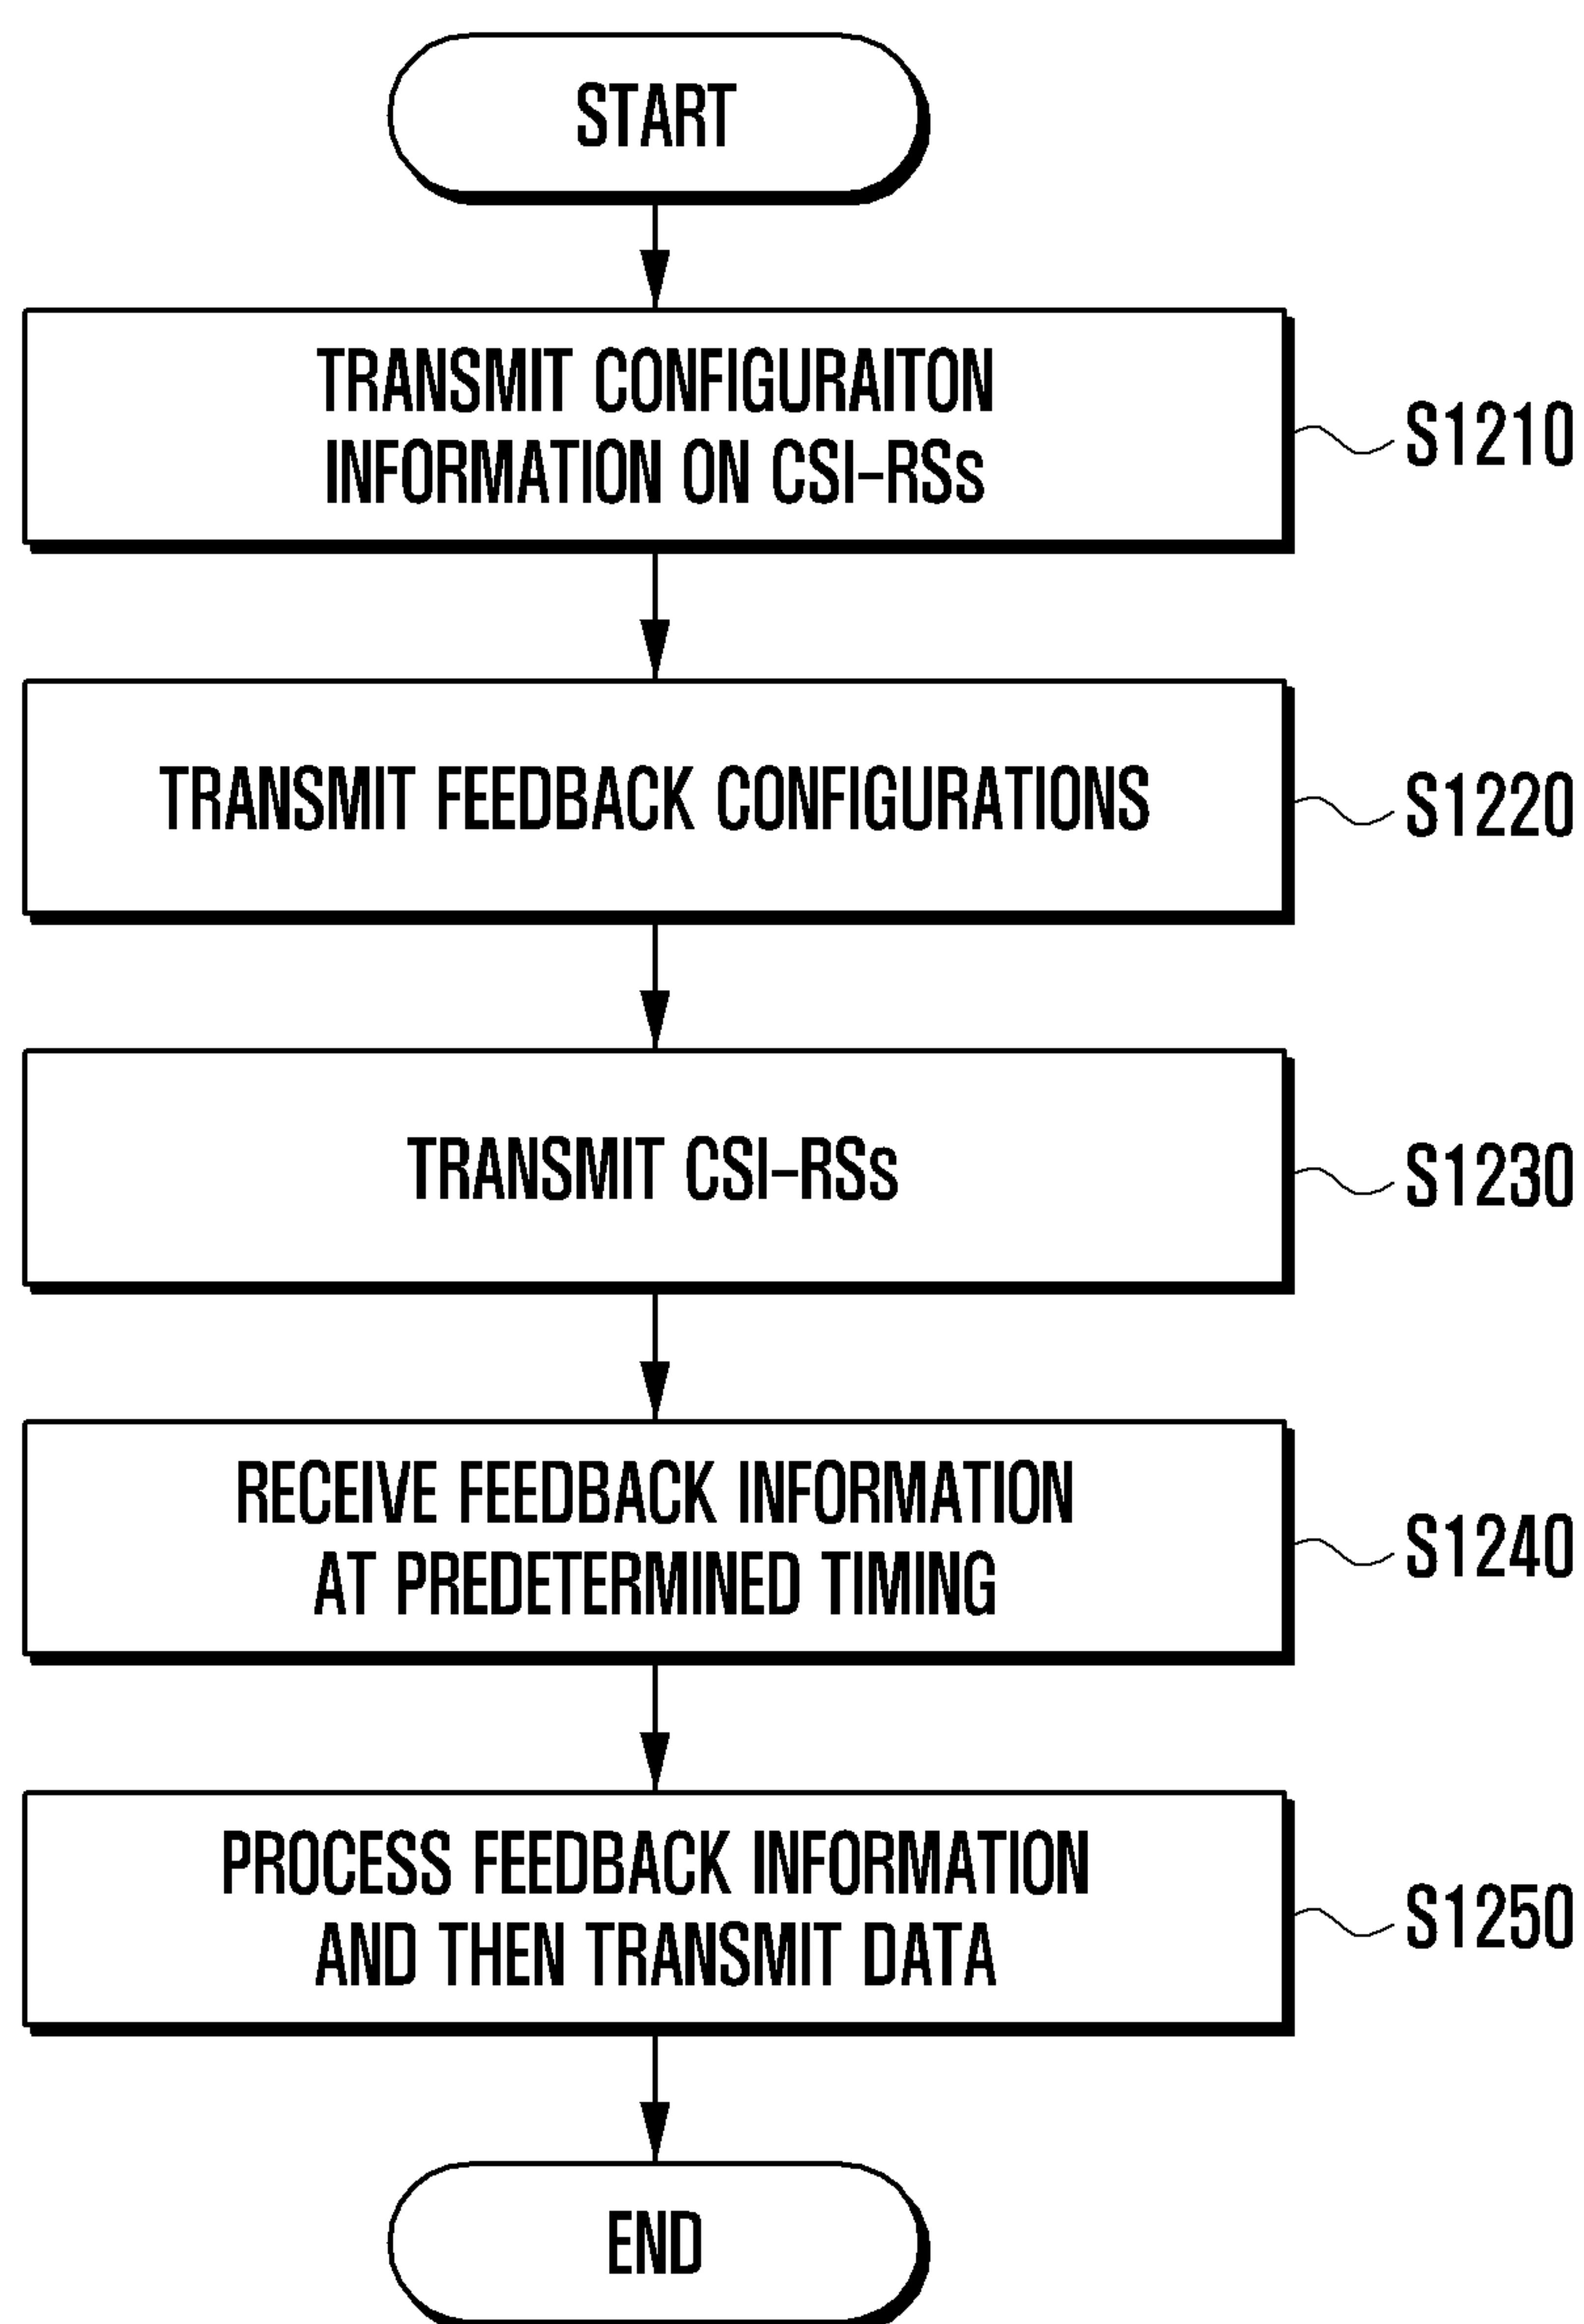 START
TRANSMIT CONFIGURAITON
INFORMATION ON CSI-RSs
S1210
TRANSMIT FEEDBACK CONFIGURATIONS
S1220
TRANSMIT CSI-RSs
S1230
RECEIVE FEEDBACK INFORMATION
AT PREDETERMINED TIMING
S1240
PROCESS FEEDBACK INFORMATION
AND THEN TRANSMIT DATA
S1250
END